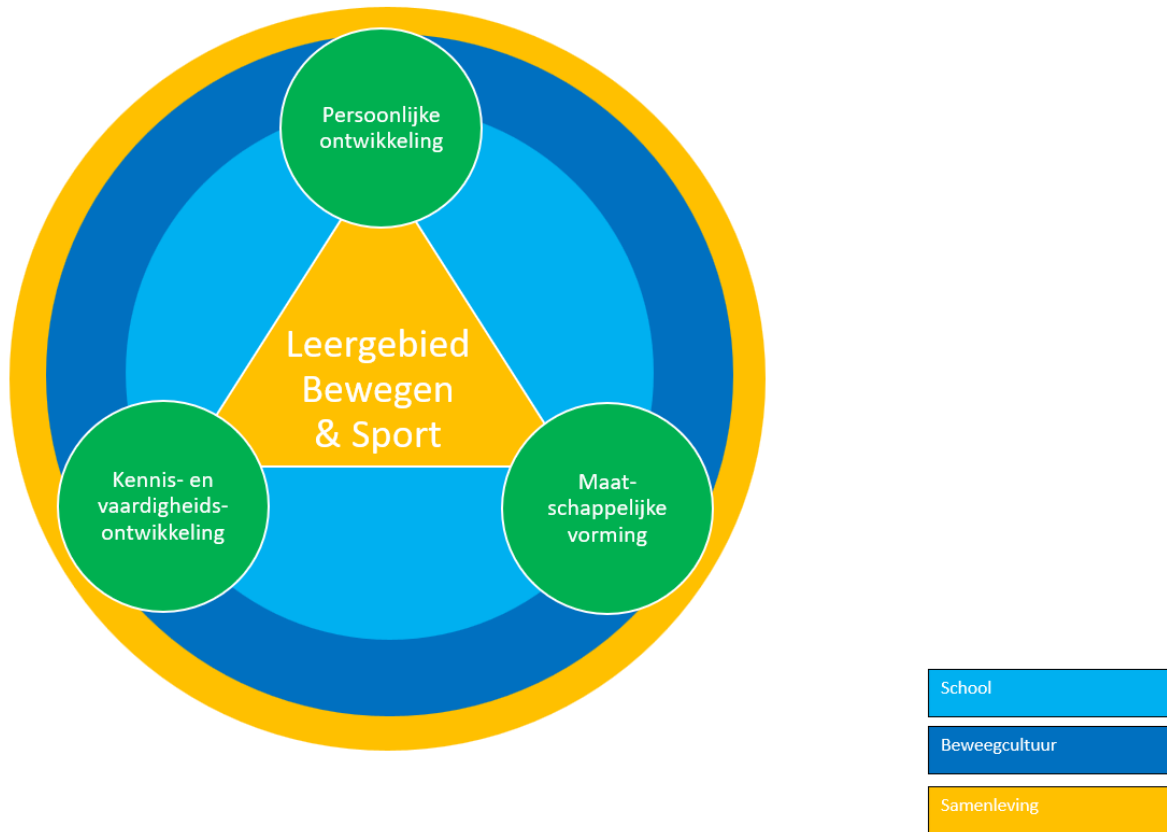 Persoonlijke
ontwikkeling
Leergebied
Bewegen
& Sport
Kennis- en
vaardigheids-
ontwikkeling
Maat-
schappelijke
vorming
School
Beweegcultuur
Samenleving